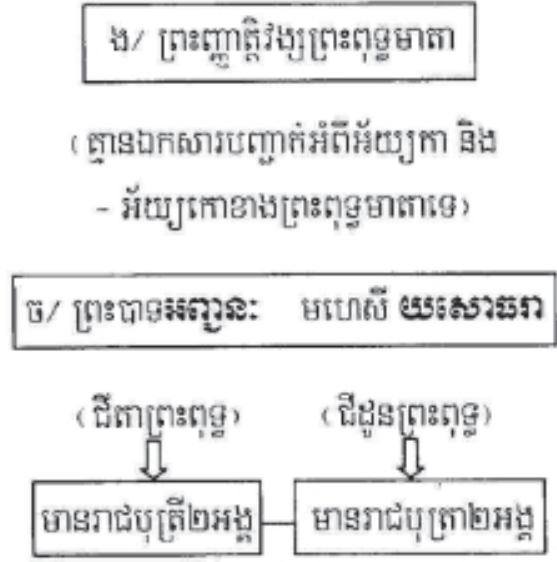 ង/ ព្រះញាតិវង្សព្រះពុទ្ធមាតា
(គ្មានឯកសារបញ្ជាក់អំពីអ័យ្យកា និង
- អ័យ្យកោខាងព្រះពុទ្ធមាតាទេ)
ច/ ព្រះបាទអញ្ជនៈ មហេសី យសោធរា
(ជីតាព្រះពុទ្ធ) (ជីដូនព្រះពុទ្ធ)
មានរាជបុត្រី២អង្គ មានរាជបុត្រា២អង្គ